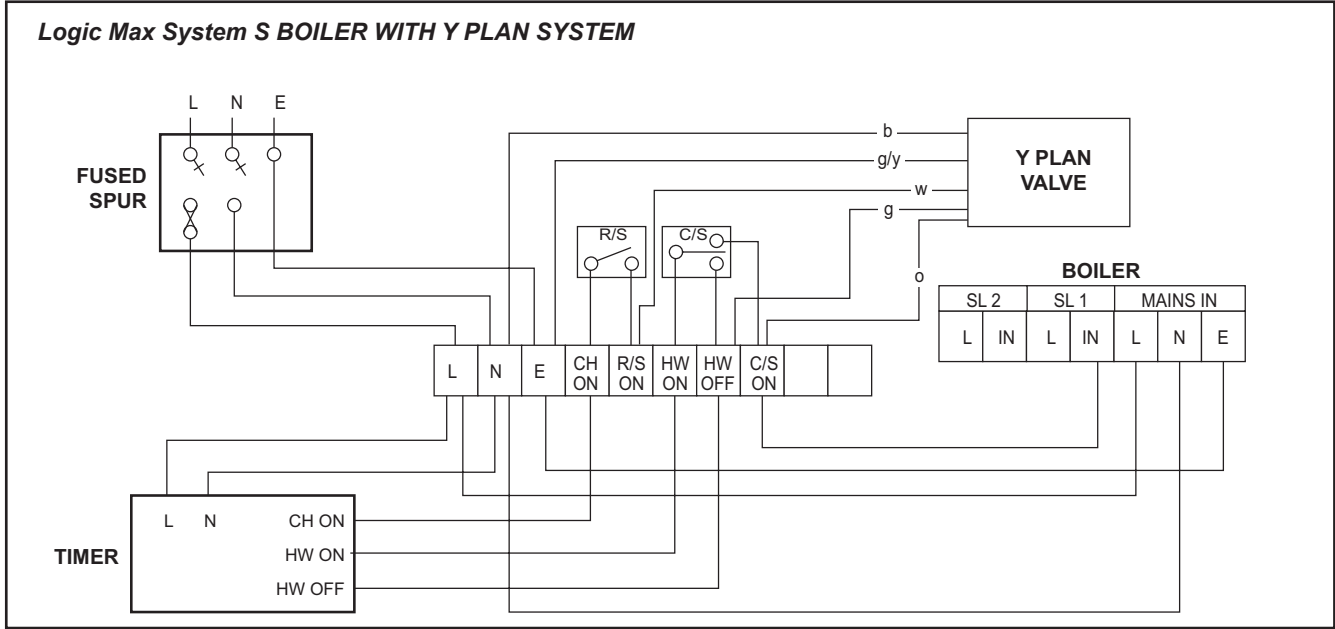 Logic Max System S BOILER WITH Y PLAN SYSTEM
L N E
FUSED
SPUR
b
g/y
w
g
o
Y PLAN
VALVE
R/S
C/S
BOILER
SL 2 SL 1 MAINS IN
L IN L IN L N E
L N E CH ON R/S ON HW ON HW OFF C/S ON
TIMER
L N CH ON
HW ON
HW OFF